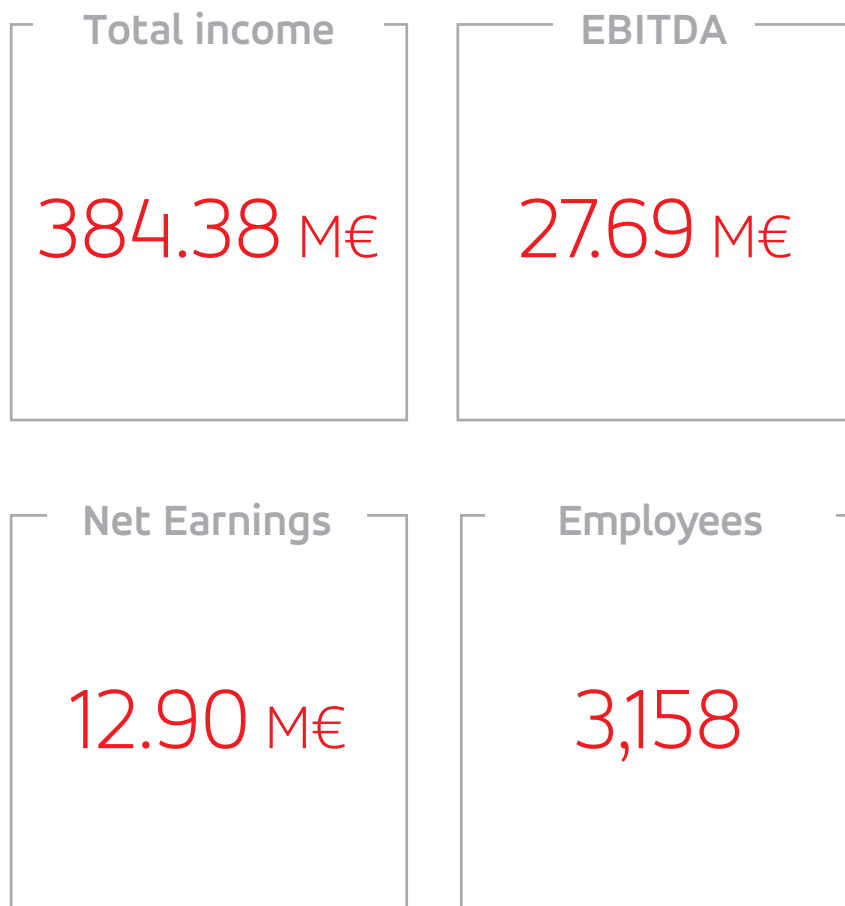 Total income
EBITDA
384.38 M€
27.69 M€
Net Earnings
Employees
12.90 M€
3,158